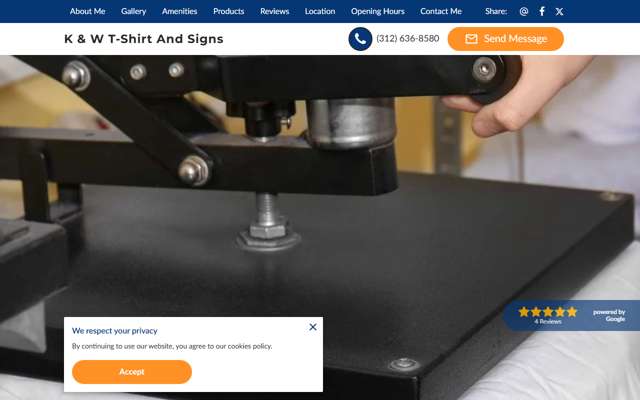 About Me Gallery Amenities Products Reviews Location Opening Hours Contact Me Share:
K & W T-Shirt And Signs (312) 636-8580 Send Message
powered by
Google
4 Reviews
We respect your privacy
By continuing to use our website, you agree to our cookies policy.
Accept